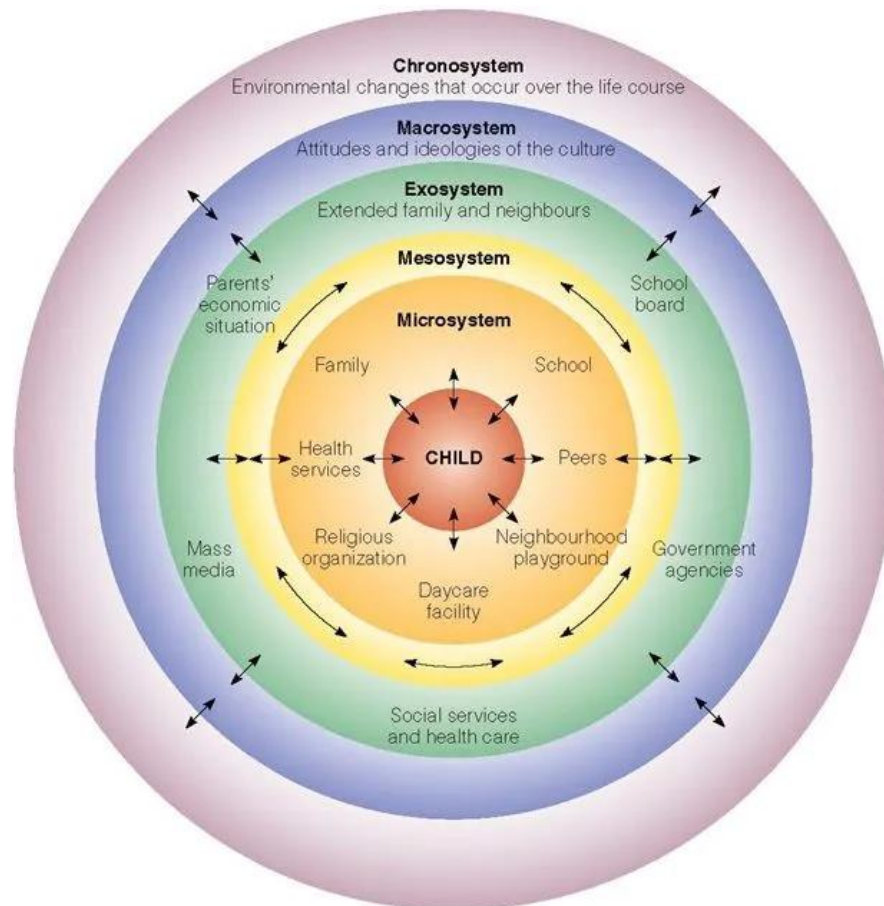 Chronosystem
Environmental changes that occur over the life course
Macrosystem
Attitudes and ideologies of the culture
Exosystem
Extended family and neighbours
Mesosystem
Parents'
economic
situation
School
board
Microsystem
Family
School
Health
services
CHILD
Peers
Religious
organization
Neighbourhood
playground
Mass
media
Government
agencies
Daycare
facility
Social services
and health care